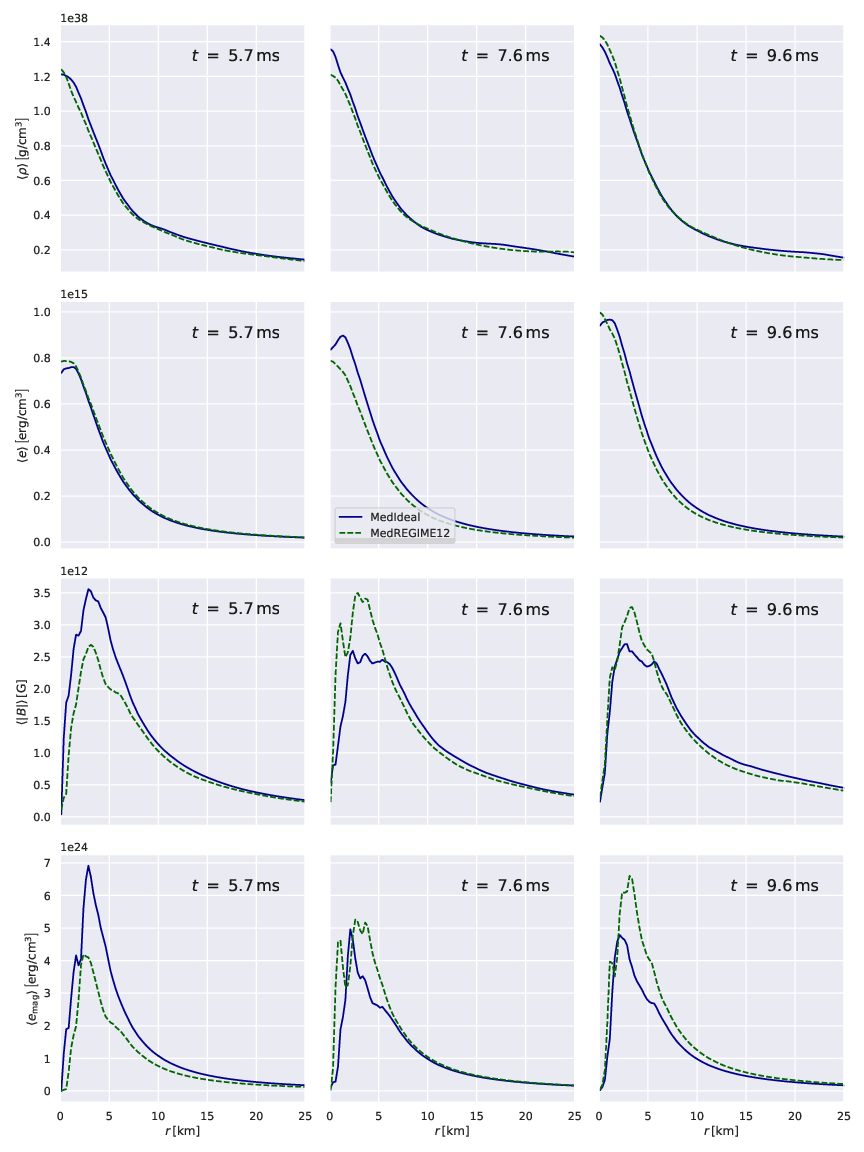 1e38
t = 5.7 ms
t = 7.6 ms
t = 9.6 ms
⟨ρ⟩ [g/cm³]
1.4
1.2
1.0
0.8
0.6
0.4
0.2
1e15
t = 5.7 ms
t = 7.6 ms
t = 9.6 ms
⟨e⟩ [erg/cm³]
1.0
0.8
0.6
0.4
0.2
0.0
MedIdeal
MedREGIME12
1e12
t = 5.7 ms
t = 7.6 ms
t = 9.6 ms
⟨|B|⟩ [G]
3.5
3.0
2.5
2.0
1.5
1.0
0.5
0.0
1e24
t = 5.7 ms
t = 7.6 ms
t = 9.6 ms
⟨e_mag⟩ [erg/cm³]
7
6
5
4
3
2
1
0
0 5 10 15 20 25
0 5 10 15 20 25
0 5 10 15 20 25
r [km]
r [km]
r [km]